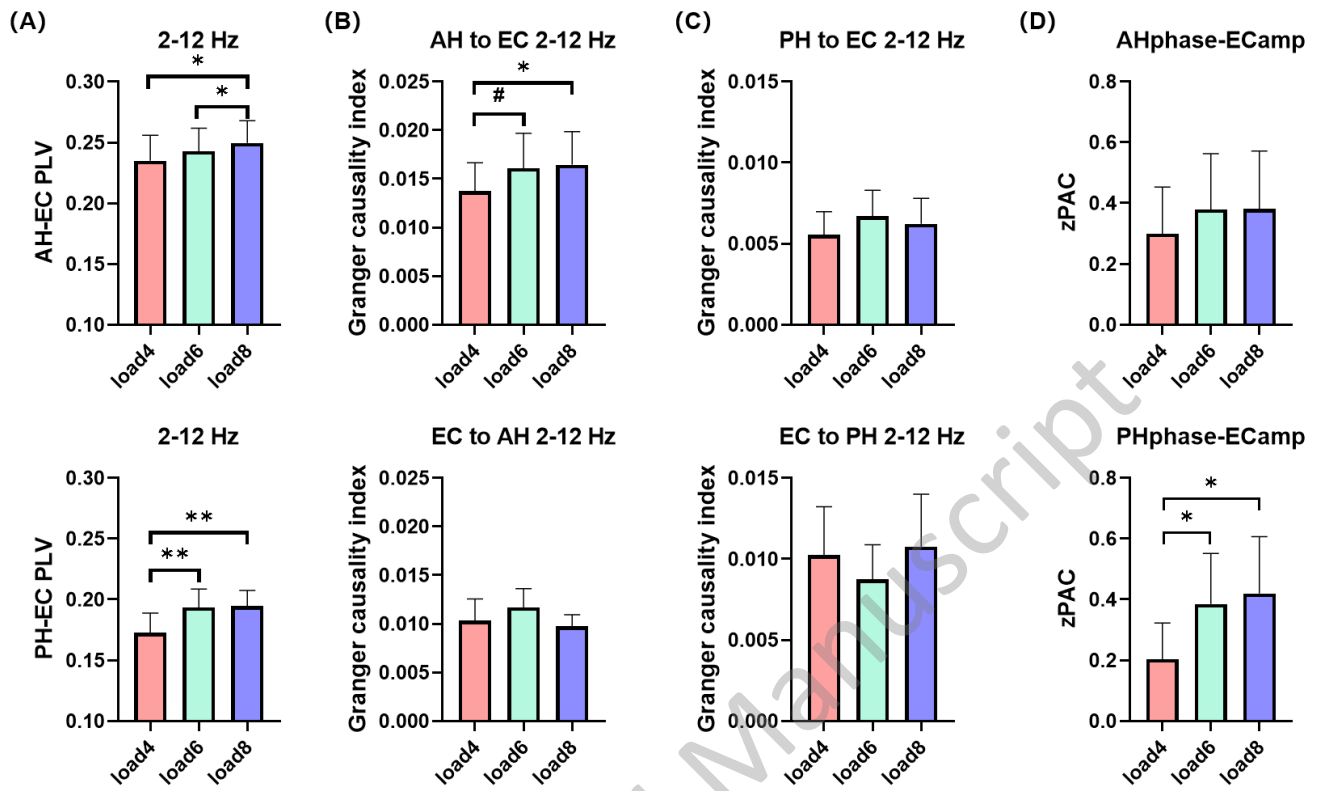 (A)
2-12 Hz
AH-EC PLV
0.30
0.25
0.20
0.15
0.10
*
*
load4
load6
load8
(B)
AH to EC 2-12 Hz
Granger causality index
0.025
0.020
0.015
0.010
0.005
0.000
*
#
load4
load6
load8
(C)
PH to EC 2-12 Hz
Granger causality index
0.015
0.010
0.005
0.000
load4
load6
load8
(D)
AHphase-ECamp
zPAC
0.8
0.6
0.4
0.2
0.0
load4
load6
load8
2-12 Hz
PH-EC PLV
0.30
0.25
0.20
0.15
0.10
**
**
load4
load6
load8
EC to AH 2-12 Hz
Granger causality index
0.025
0.020
0.015
0.010
0.005
0.000
load4
load6
load8
EC to PH 2-12 Hz
Granger causality index
0.015
0.010
0.005
0.000
load4
load6
load8
PHphase-ECamp
zPAC
0.8
0.6
0.4
0.2
0.0
*
*
load4
load6
load8
Manuscript